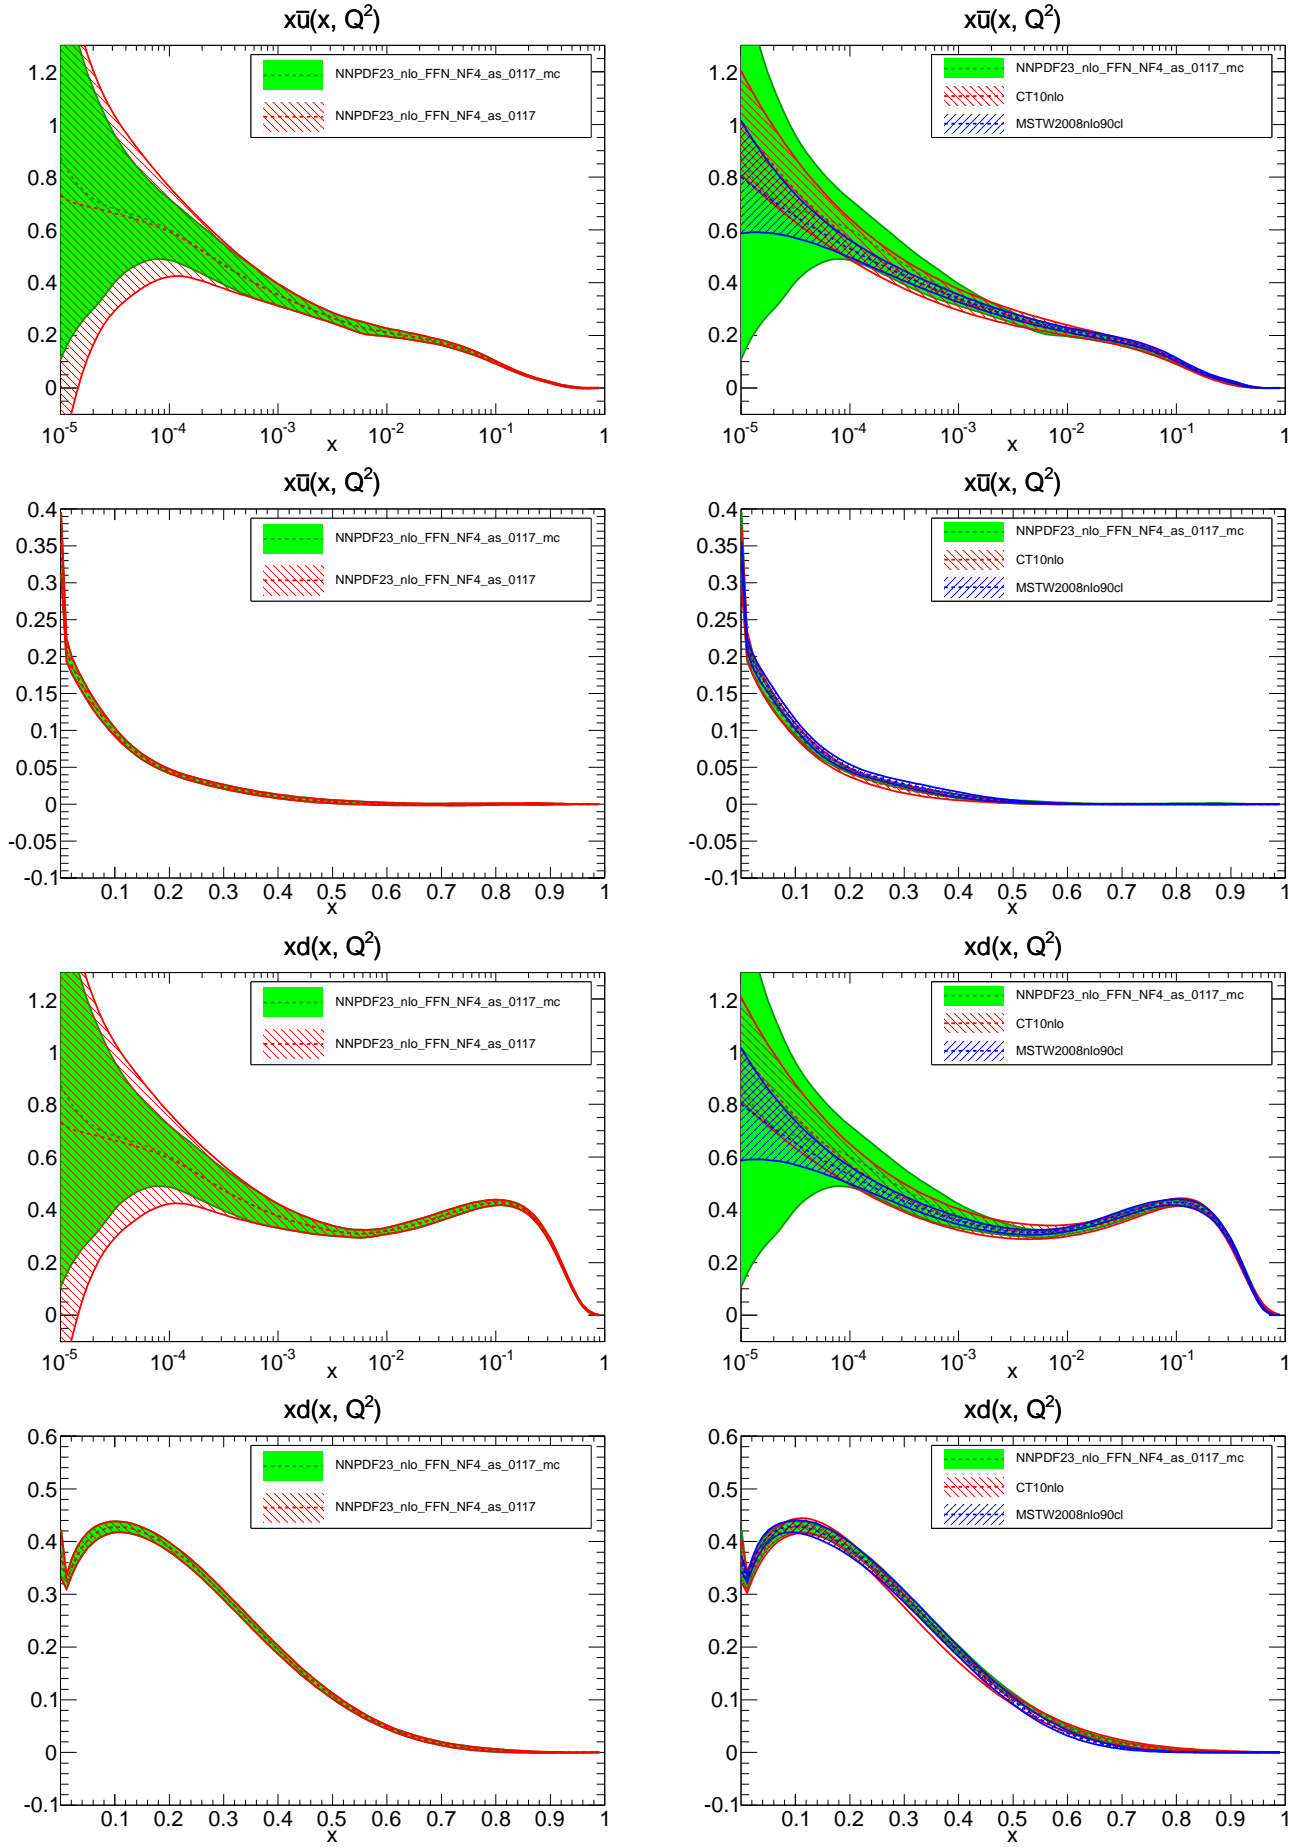 xu̅(x, Q²)
NNPDF23_nlo_FFN_NF4_as_0117_mc
NNPDF23_nlo_FFN_NF4_as_0117
1.2
1
0.8
0.6
0.4
0.2
0
10⁻⁵ 10⁻⁴ 10⁻³ 10⁻² 10⁻¹ 1
x
xu̅(x, Q²)
NNPDF23_nlo_FFN_NF4_as_0117_mc
CT10nlo
MSTW2008nlo90cl
1.2
1
0.8
0.6
0.4
0.2
0
10⁻⁵ 10⁻⁴ 10⁻³ 10⁻² 10⁻¹ 1
x
xu̅(x, Q²)
NNPDF23_nlo_FFN_NF4_as_0117_mc
NNPDF23_nlo_FFN_NF4_as_0117
0.4
0.35
0.3
0.25
0.2
0.15
0.1
0.05
0
-0.05
-0.1
0.1 0.2 0.3 0.4 0.5 0.6 0.7 0.8 0.9 1
x
xu̅(x, Q²)
NNPDF23_nlo_FFN_NF4_as_0117_mc
CT10nlo
MSTW2008nlo90cl
0.4
0.35
0.3
0.25
0.2
0.15
0.1
0.05
0
-0.05
-0.1
0.1 0.2 0.3 0.4 0.5 0.6 0.7 0.8 0.9 1
x
xd(x, Q²)
NNPDF23_nlo_FFN_NF4_as_0117_mc
NNPDF23_nlo_FFN_NF4_as_0117
1.2
1
0.8
0.6
0.4
0.2
0
10⁻⁵ 10⁻⁴ 10⁻³ 10⁻² 10⁻¹ 1
x
xd(x, Q²)
NNPDF23_nlo_FFN_NF4_as_0117_mc
CT10nlo
MSTW2008nlo90cl
1.2
1
0.8
0.6
0.4
0.2
0
10⁻⁵ 10⁻⁴ 10⁻³ 10⁻² 10⁻¹ 1
x
xd(x, Q²)
NNPDF23_nlo_FFN_NF4_as_0117_mc
NNPDF23_nlo_FFN_NF4_as_0117
0.6
0.5
0.4
0.3
0.2
0.1
0
-0.1
0.1 0.2 0.3 0.4 0.5 0.6 0.7 0.8 0.9 1
x
xd(x, Q²)
NNPDF23_nlo_FFN_NF4_as_0117_mc
CT10nlo
MSTW2008nlo90cl
0.6
0.5
0.4
0.3
0.2
0.1
0
-0.1
0.1 0.2 0.3 0.4 0.5 0.6 0.7 0.8 0.9 1
x